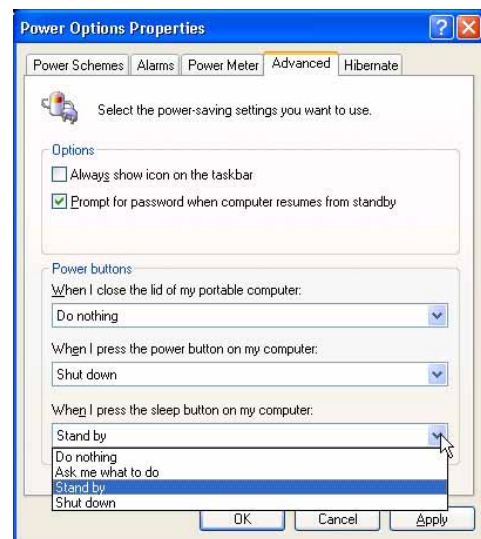 Power Options Properties
Power Schemes Alarms Power Meter Advanced Hibernate
Select the power-saving settings you want to use.
Options
Always show icon on the taskbar
Prompt for password when computer resumes from standby
Power buttons
When I close the lid of my portable computer:
Do nothing
When I press the power button on my computer:
Shut down
When I press the sleep button on my computer:
Stand by
Do nothing
Ask me what to do
Stand by
Shut down
OK Cancel Apply